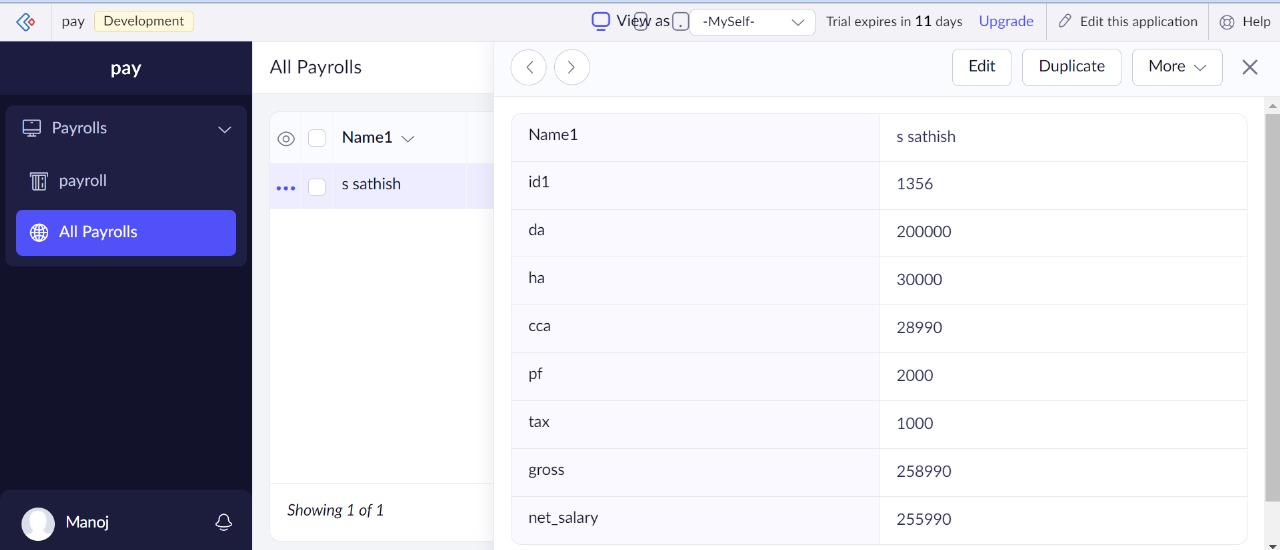 pay Development View as -MySelf- Trial expires in 11 days Upgrade Edit this application Help
pay
Payrolls
payroll
All Payrolls
Manoj
All Payrolls
Name1
s sathish
Showing 1 of 1
Edit Duplicate More
Name1 s sathish
id1 1356
da 200000
ha 30000
cca 28990
pf 2000
tax 1000
gross 258990
net_salary 255990